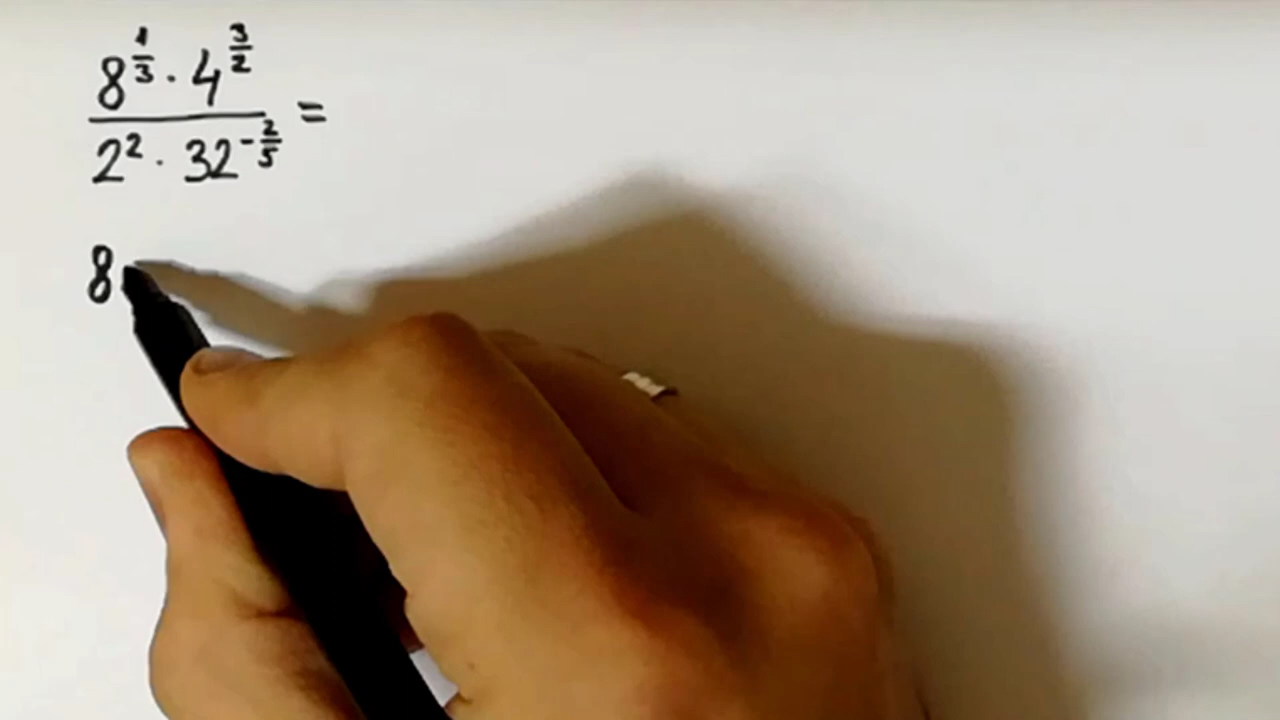 8^{1/3} · 4^{3/2}
2^2 · 32^{-2/5} =
8